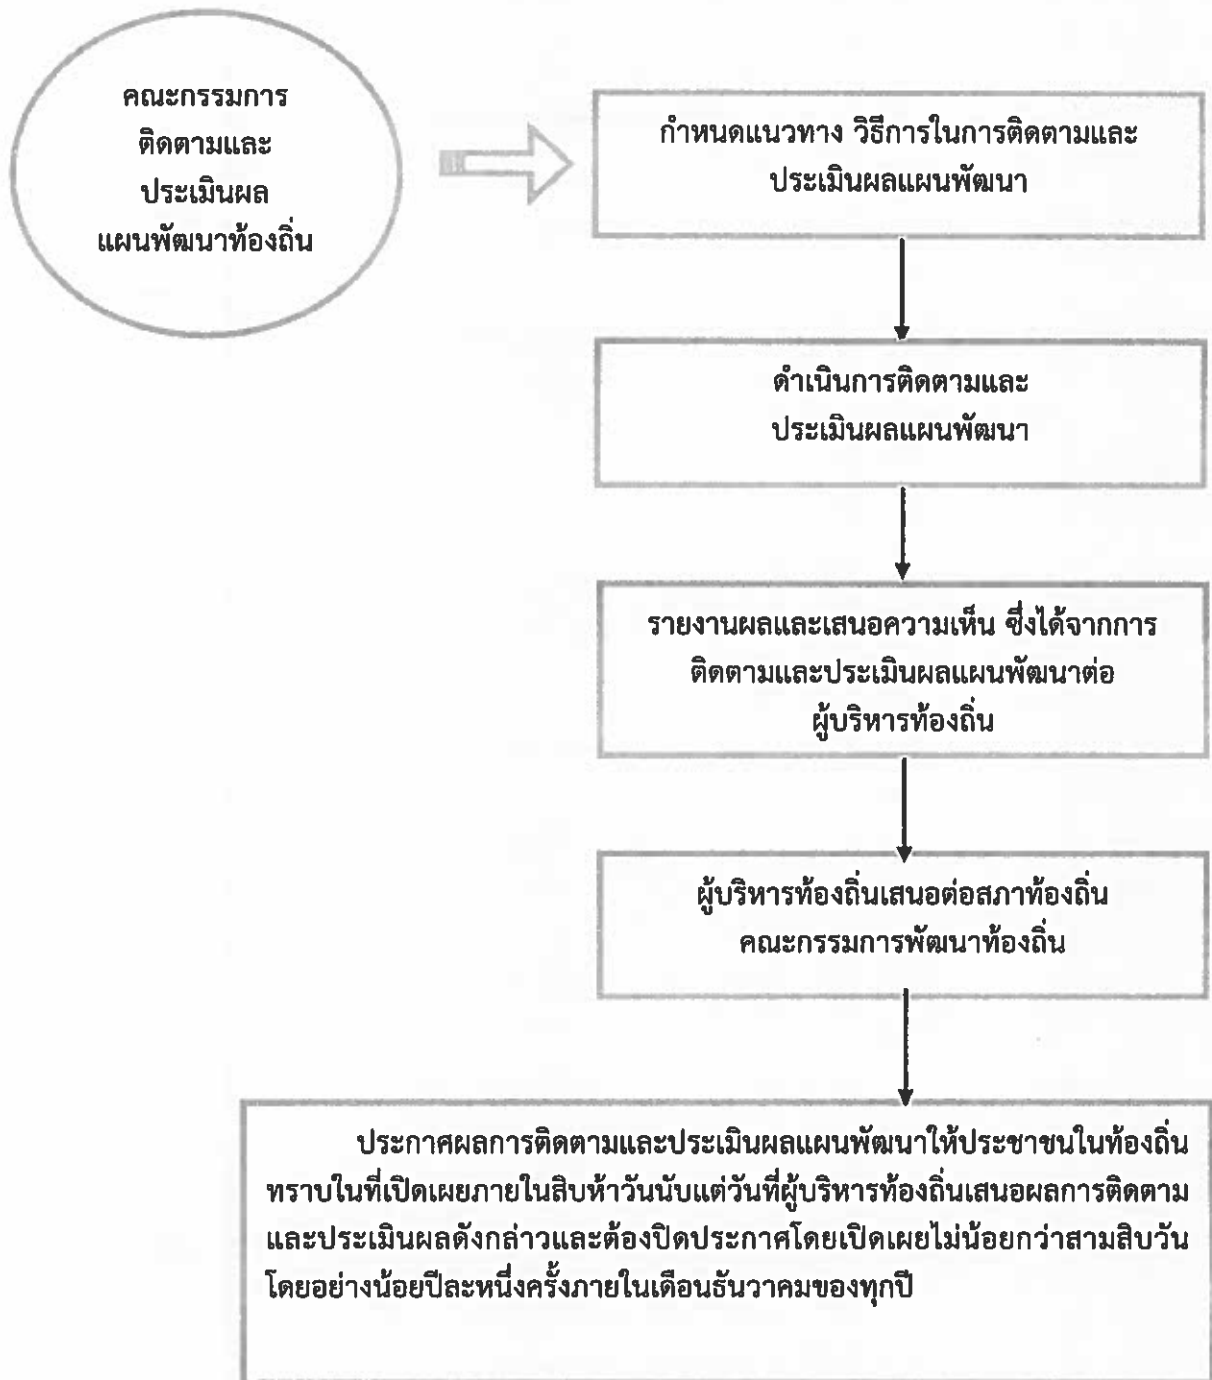 คณะกรรมการ
ติดตามและ
ประเมินผล
แผนพัฒนาท้องถิ่น
กำหนดแนวทาง วิธีการในการติดตามและ
ประเมินผลแผนพัฒนา
ดำเนินการติดตามและ
ประเมินผลแผนพัฒนา
รายงานผลและเสนอความเห็น ซึ่งได้จากการ
ติดตามและประเมินผลแผนพัฒนาต่อ
ผู้บริหารท้องถิ่น
ผู้บริหารท้องถิ่นเสนอต่อสภาท้องถิ่น
คณะกรรมการพัฒนาท้องถิ่น
ประกาศผลการติดตามและประเมินผลแผนพัฒนาให้ประชาชนในท้องถิ่น
ทราบในที่เปิดเผยภายในสิบห้าวันนับแต่วันที่ผู้บริหารท้องถิ่นเสนอผลการติดตาม
และประเมินผลดังกล่าวและต้องปิดประกาศโดยเปิดเผยไม่น้อยกว่าสามสิบวัน
โดยอย่างน้อยปีละหนึ่งครั้งภายในเดือนธันวาคมของทุกปี